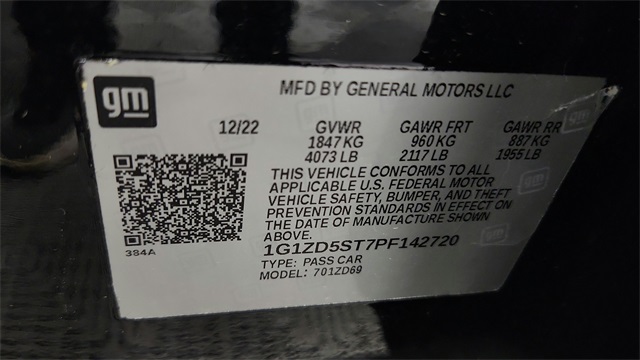 gm
MFD BY GENERAL MOTORS LLC
12/22 GVWR GAWR FRT GAWR RR
1847 KG 960 KG 887 KG
4073 LB 2117 LB 1955 LB
THIS VEHICLE CONFORMS TO ALL
APPLICABLE U.S. FEDERAL MOTOR
VEHICLE SAFETY, BUMPER, AND THEFT
PREVENTION STANDARDS IN EFFECT ON
THE DATE OF MANUFACTURE SHOWN
ABOVE.
384A
1G1ZD5ST7PF142720
TYPE: PASS CAR
MODEL: 701ZD69